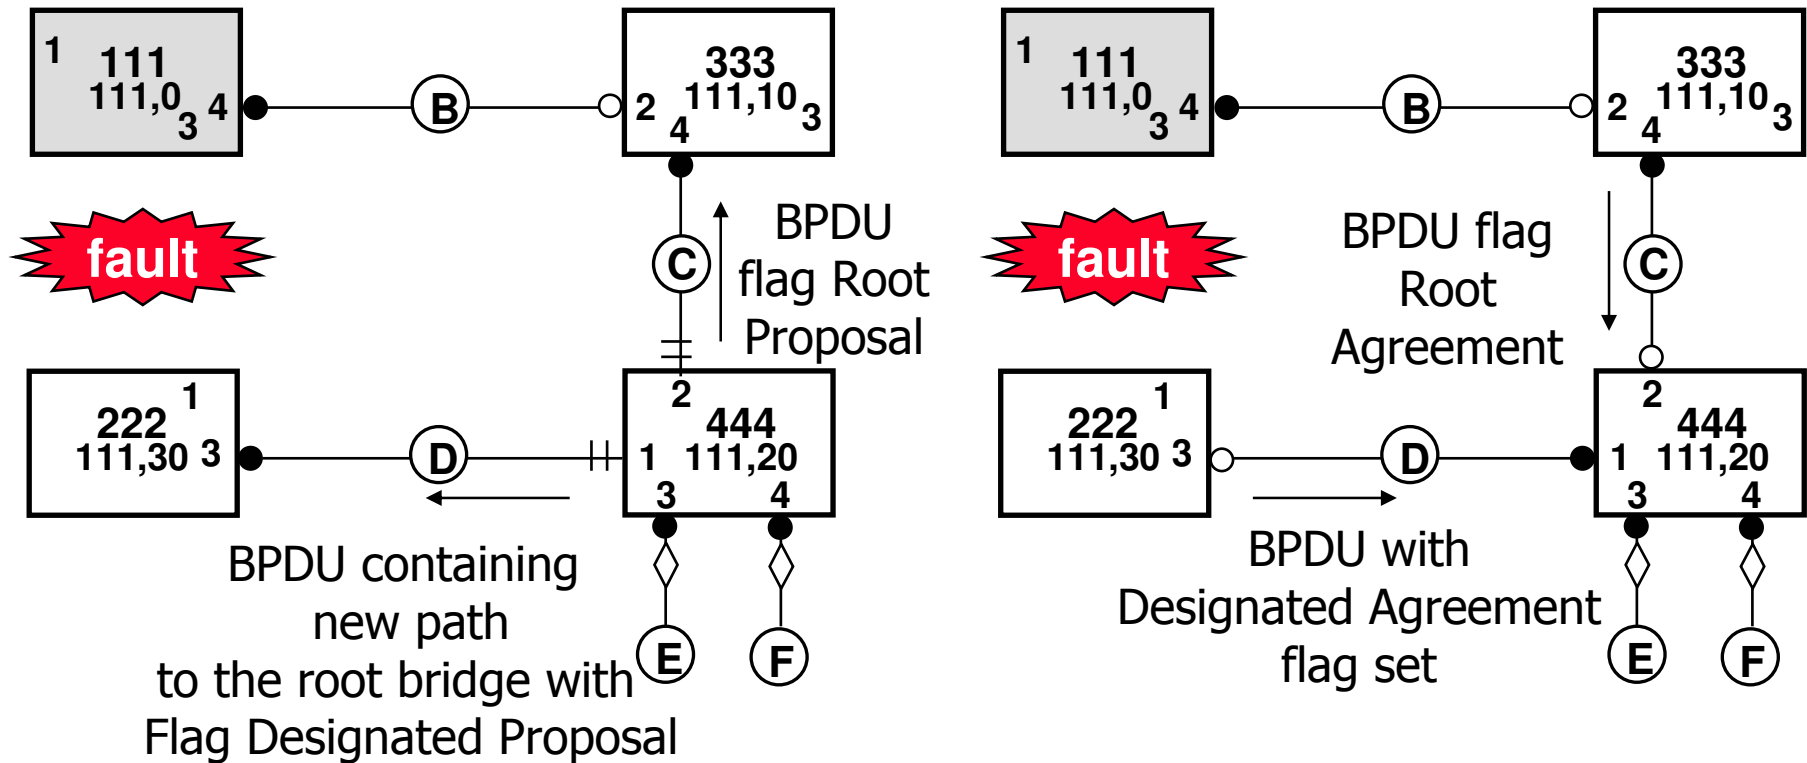 1 111
111,0
3 4
B
2 333
111,10
4 3
fault
C
BPDU
flag Root
Proposal
1
222
111,30 3
D
2
444
1 111,20
3 4
BPDU containing
new path
to the root bridge with
Flag Designated Proposal
E F
1 111
111,0
3 4
B
2 333
111,10
4 3
fault
C
BPDU flag
Root
Agreement
1
222
111,30 3
D
2
444
1 111,20
3 4
BPDU with
Designated Agreement
flag set
E F